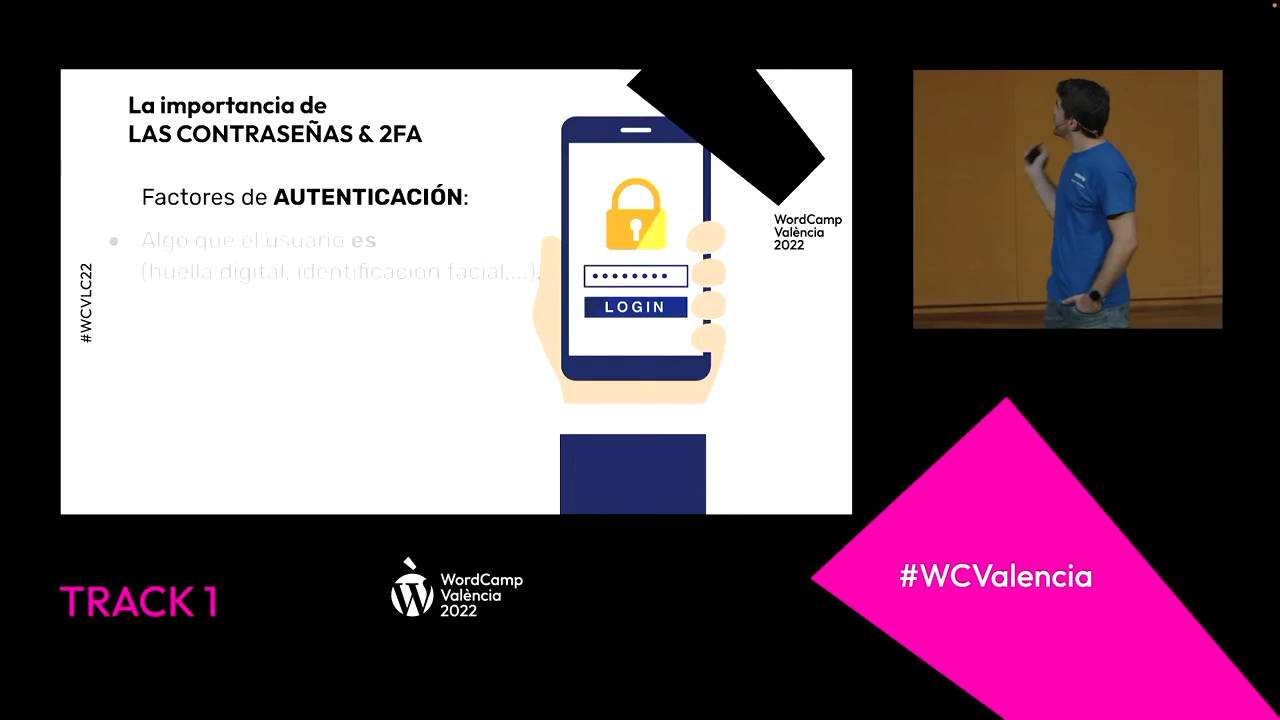 La importancia de
LAS CONTRASEÑAS & 2FA
Factores de AUTENTICACIÓN:
Algo que el usuario es
(huella digital, identificación facial,...).
#WCVLC22
LOGIN
WordCamp
València
2022
TRACK 1
WordCamp
València
2022
#WCValencia